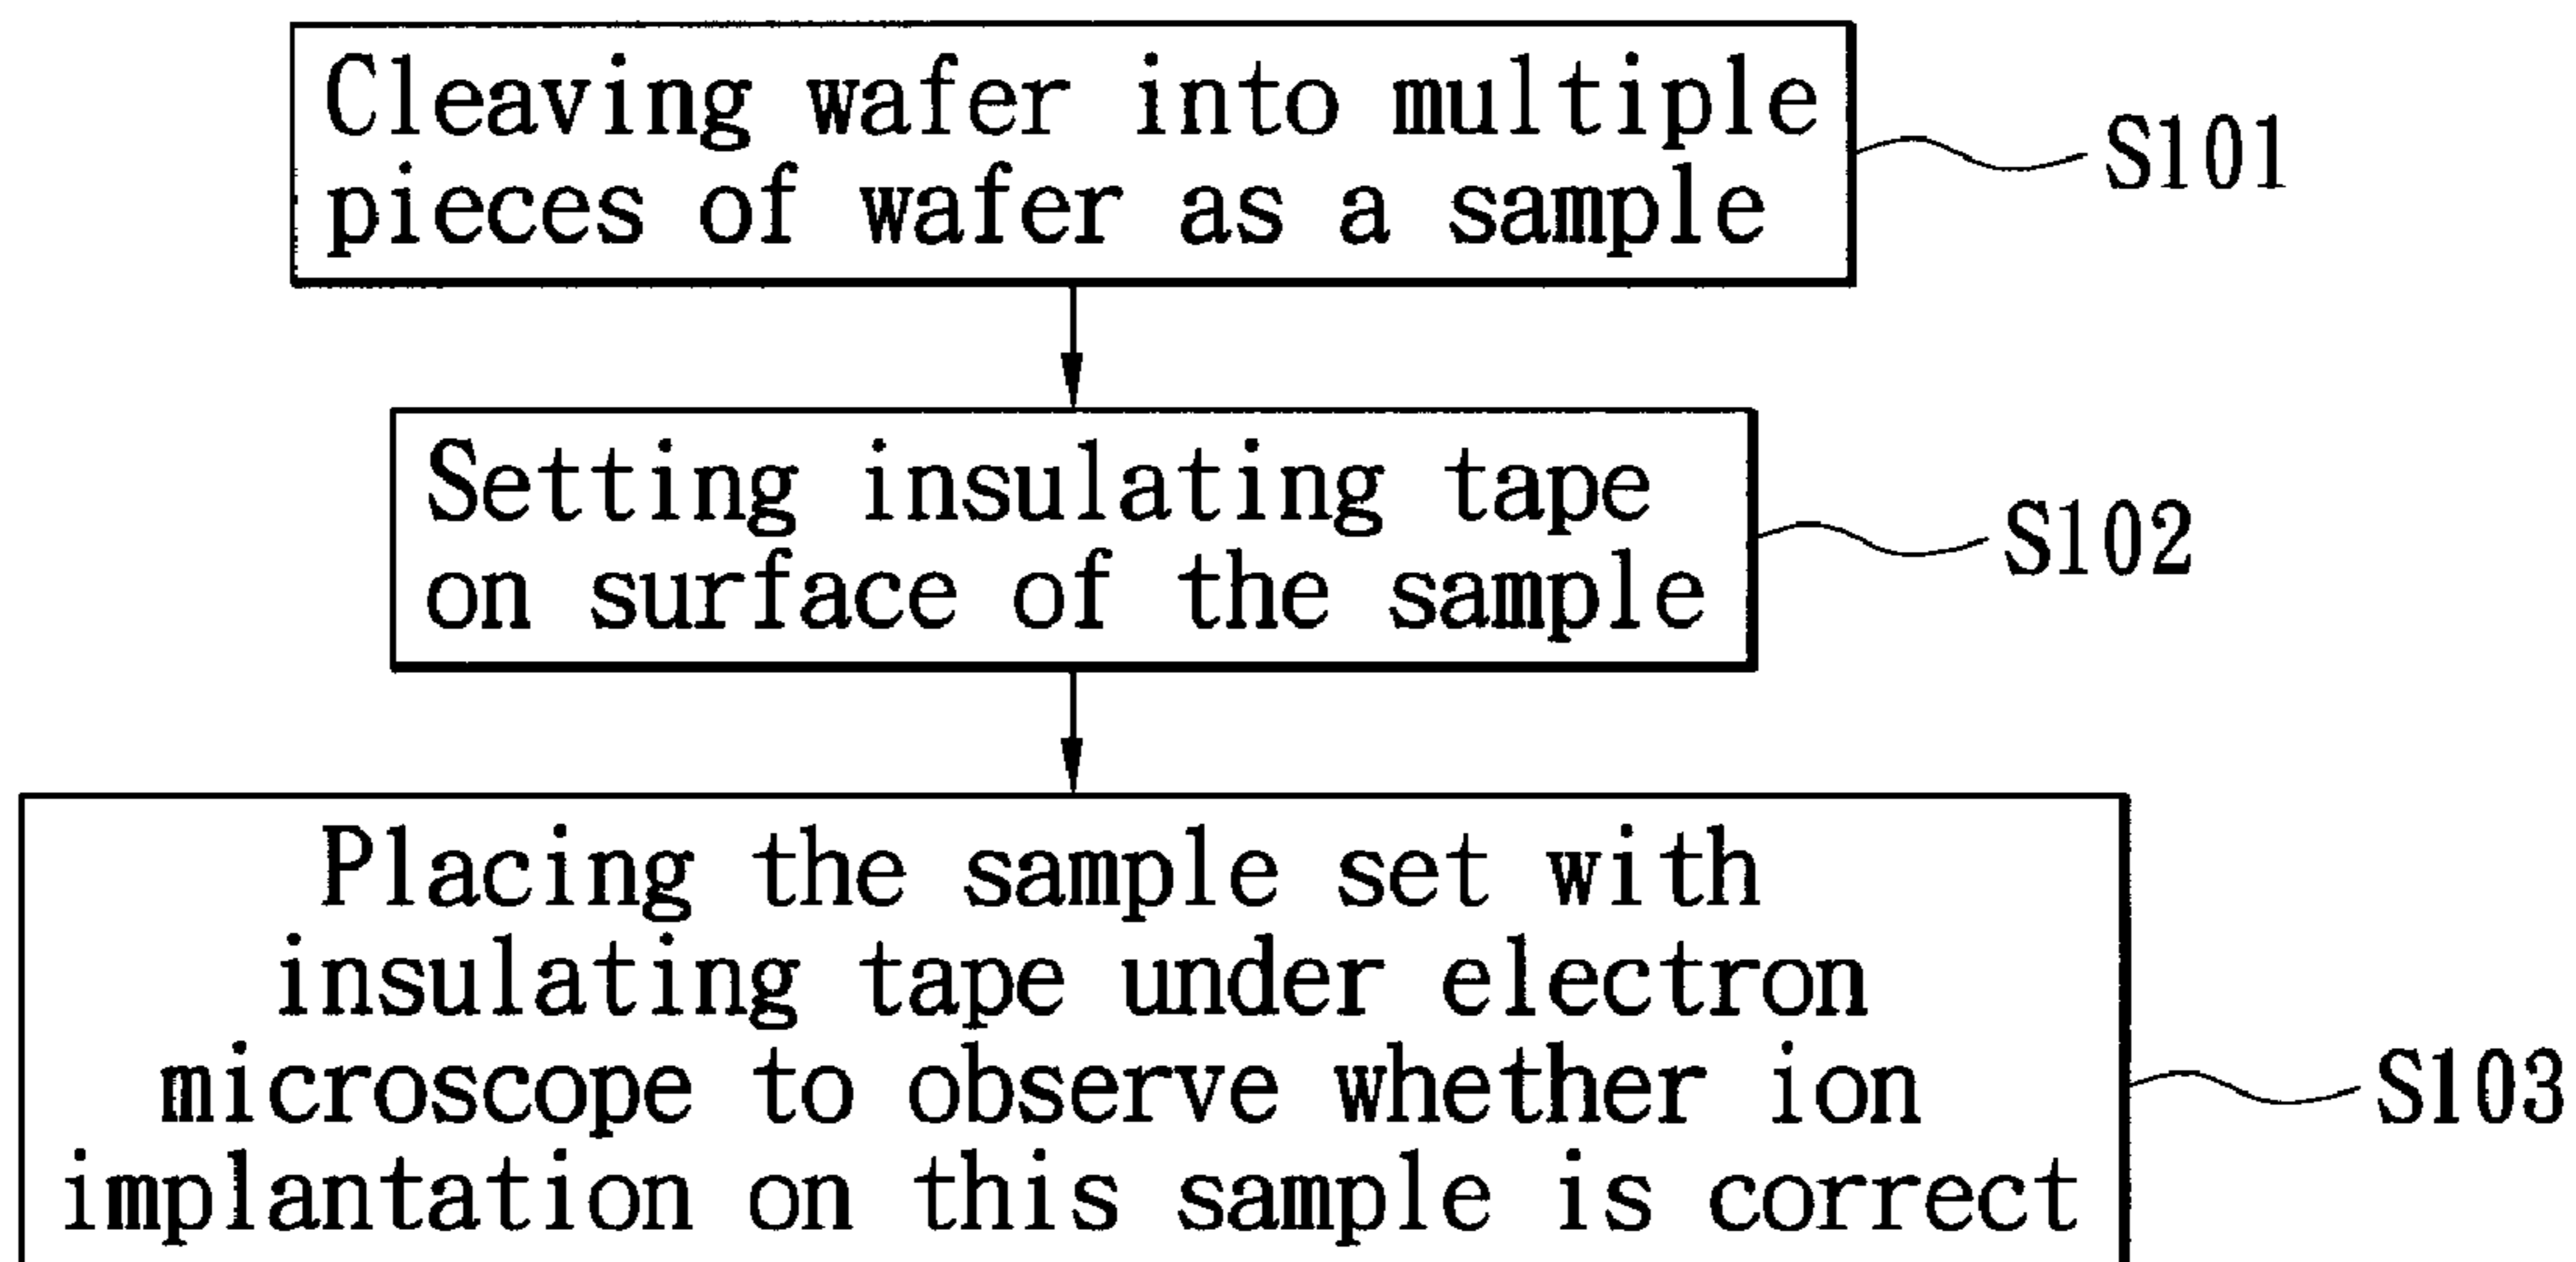 Cleaving wafer into multiple
pieces of wafer as a sample
S101
Setting insulating tape
on surface of the sample
S102
Placing the sample set with
insulating tape under electron
microscope to observe whether ion
implantation on this sample is correct
S103